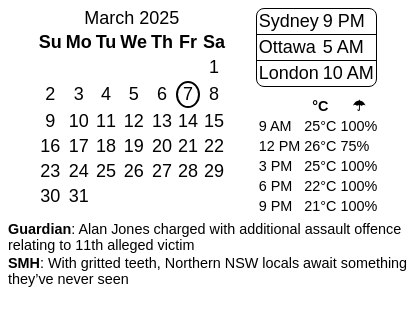 March 2025
Su Mo Tu We Th Fr Sa
1
2 3 4 5 6 7 8
9 10 11 12 13 14 15
16 17 18 19 20 21 22
23 24 25 26 27 28 29
30 31
Sydney 9 PM
Ottawa 5 AM
London 10 AM
°C ☂
9 AM 25°C 100%
12 PM 26°C 75%
3 PM 25°C 100%
6 PM 22°C 100%
9 PM 21°C 100%
Guardian: Alan Jones charged with additional assault offence
relating to 11th alleged victim
SMH: With gritted teeth, Northern NSW locals await something
they’ve never seen